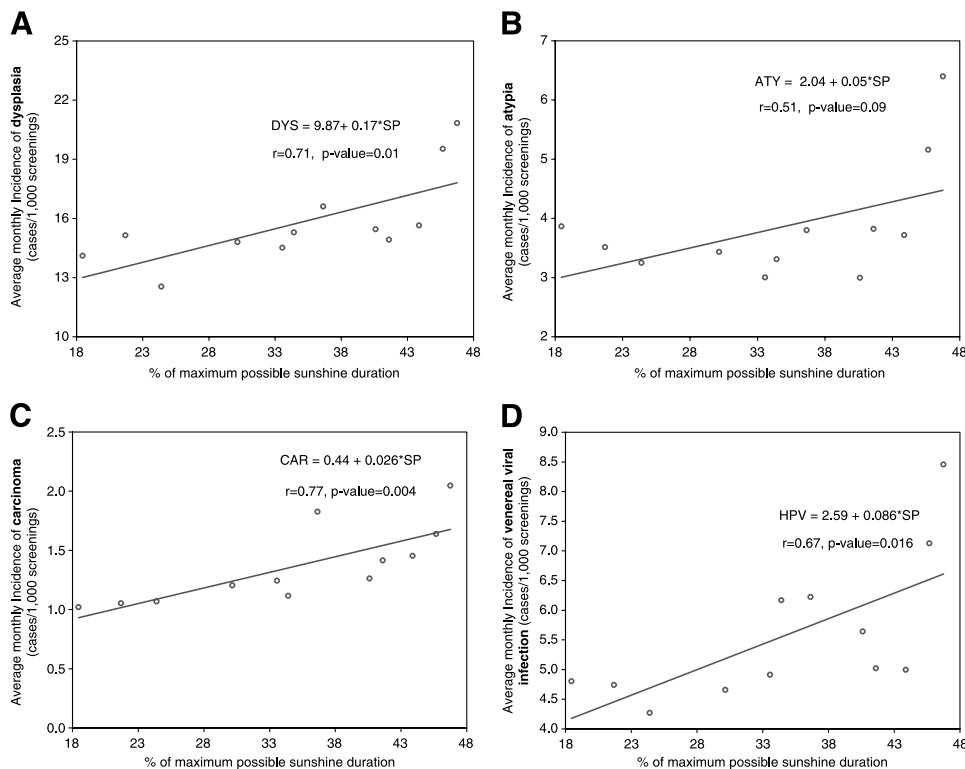 A
Average monthly Incidence of dysplasia
(cases/1,000 screenings)
25
22
19
16
13
10
DYS = 9.87+ 0.17*SP
r=0.71, p-value=0.01
18 23 28 33 38 43 48
% of maximum possible sunshine duration
B
Average monthly Incidence of atypia
(cases/1,000 screenings)
7
6
5
4
3
2
ATY = 2.04 + 0.05*SP
r=0.51, p-value=0.09
18 23 28 33 38 43 48
% of maximum possible sunshine duration
C
Average monthly Incidence of carcinoma
(cases/1,000 screenings)
2.5
2.0
1.5
1.0
0.5
0.0
CAR = 0.44 + 0.026*SP
r=0.77, p-value=0.004
18 23 28 33 38 43 48
% of maximum possible sunshine duration
D
Average monthly Incidence of venereal viral
infection (cases/1,000 screenings)
9.0
8.5
8.0
7.5
7.0
6.5
6.0
5.5
5.0
4.5
4.0
HPV = 2.59 + 0.086*SP
r=0.67, p-value=0.016
18 23 28 33 38 43 48
% of maximum possible sunshine duration